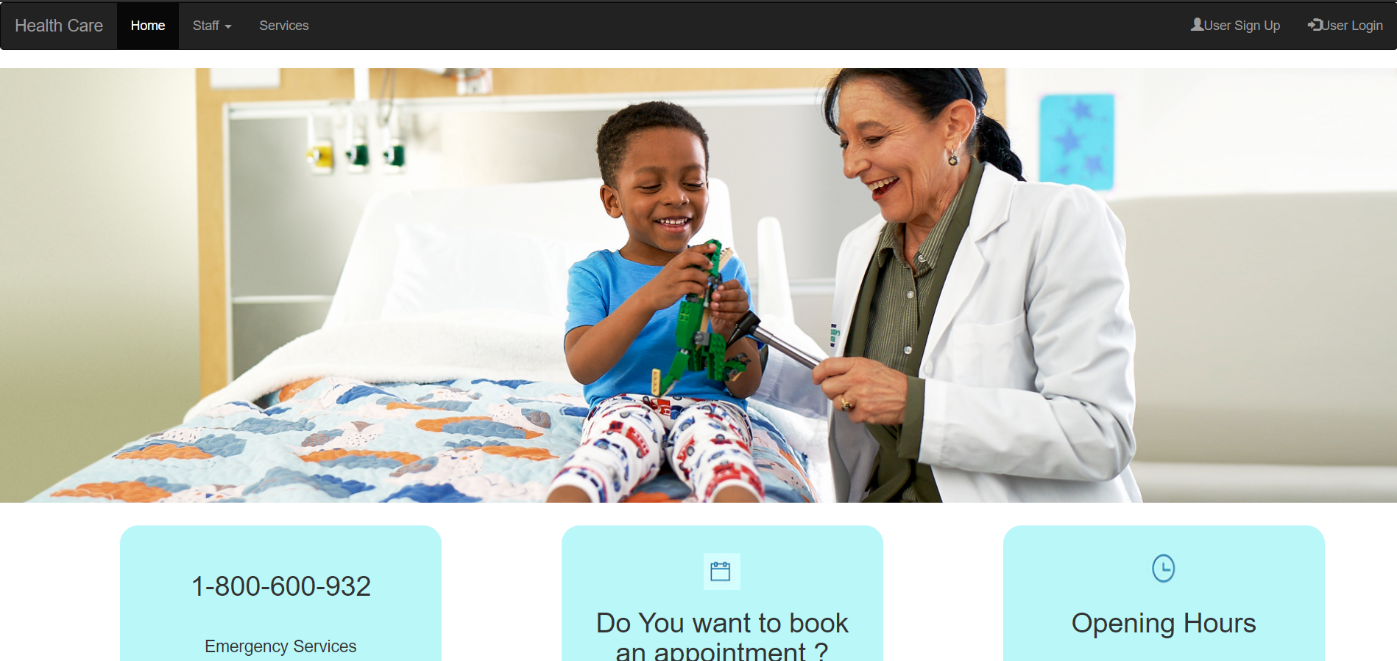 Health Care Home Staff Services User Sign Up User Login
1-800-600-932
Emergency Services
Do You want to book
an appointment ?
Opening Hours